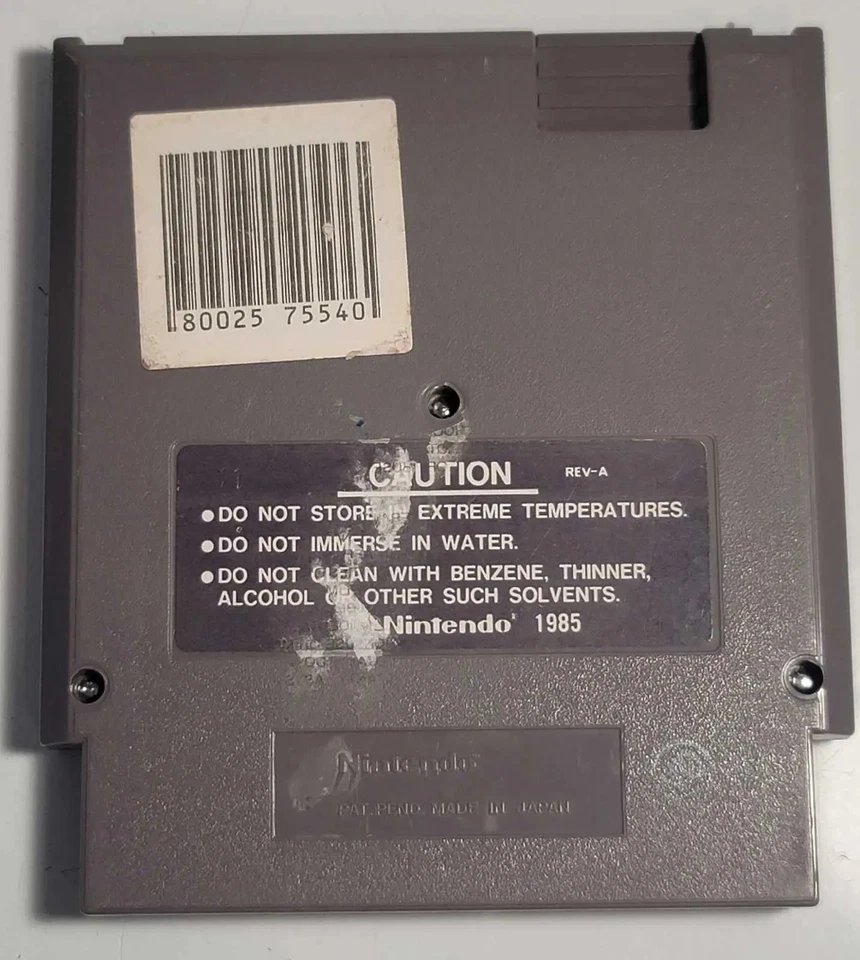 80025 75540
CAUTION REV-A
●DO NOT STORE IN EXTREME TEMPERATURES.
●DO NOT IMMERSE IN WATER.
●DO NOT CLEAN WITH BENZENE, THINNER,
ALCOHOL OR OTHER SUCH SOLVENTS.
Nintendo® 1985
Nintendo
PAT.PEND. MADE IN JAPAN